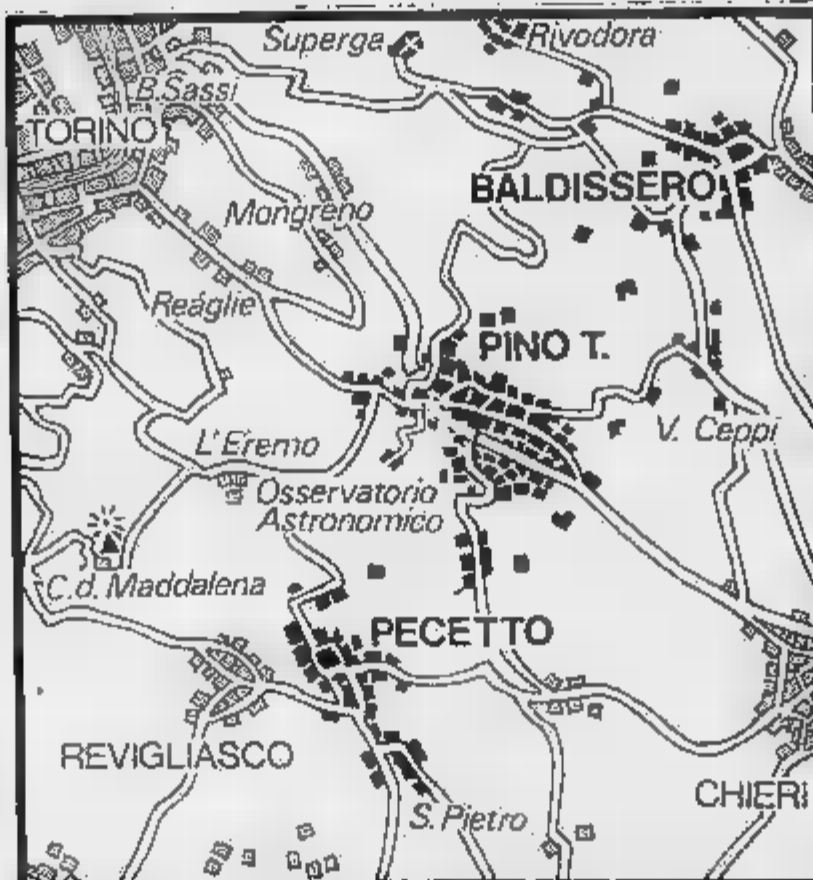 Superga
Rivodora
B. Sassi
TORINO
BALDISSERO
Mongreno
Reáglie
PINO T.
V. Ceppi
L'Eremo
Osservatorio
Astronomico
C.d. Maddalena
PECETTO
REVIGLIASCO
CHIERI
S. Pietro